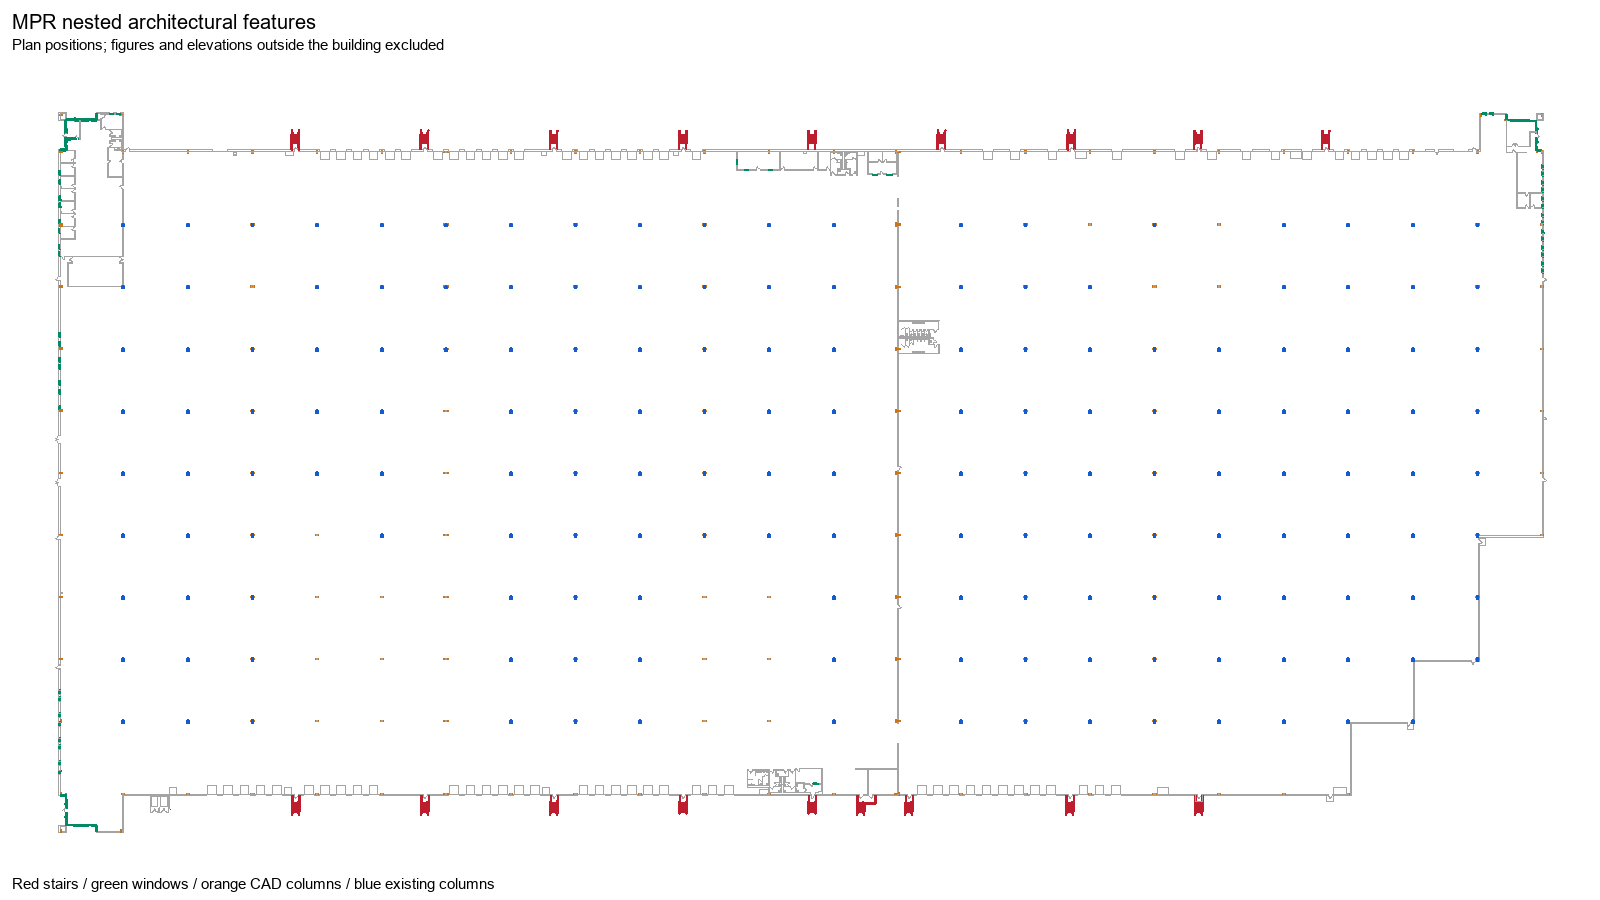 MPR nested architectural features
Plan positions; figures and elevations outside the building excluded
Red stairs / green windows / orange CAD columns / blue existing columns